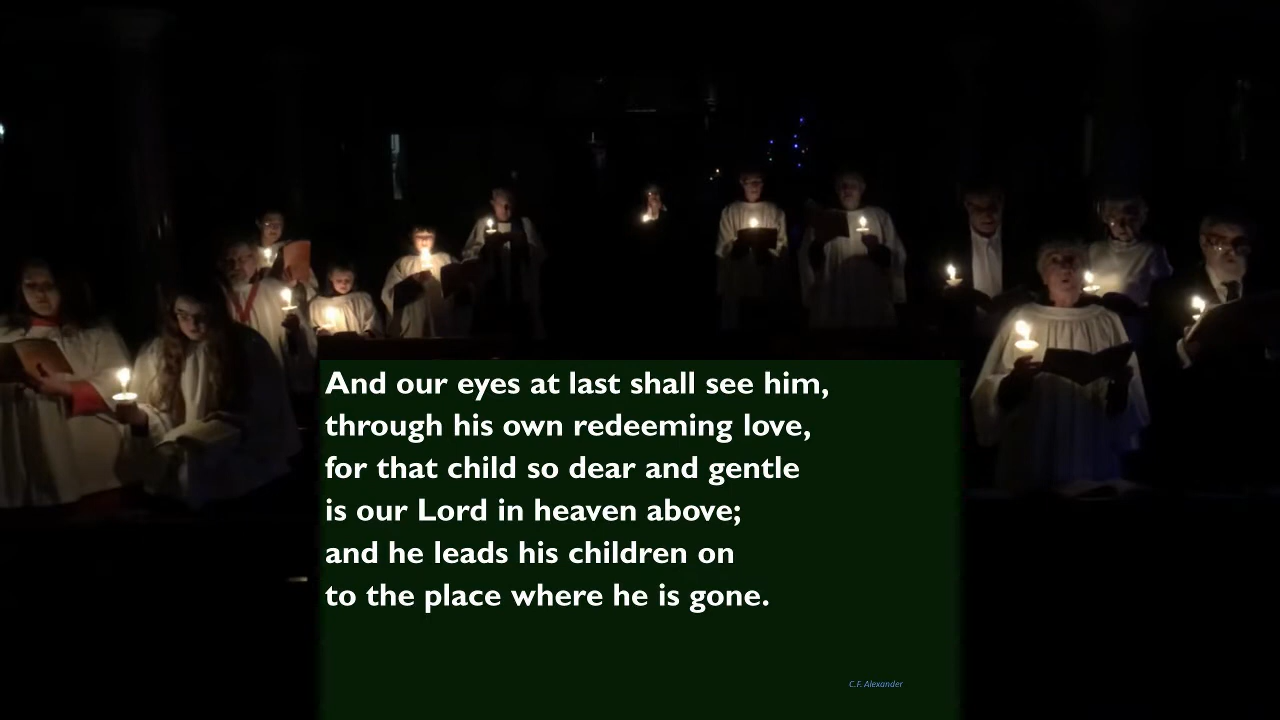 And our eyes at last shall see him,
through his own redeeming love,
for that child so dear and gentle
is our Lord in heaven above;
and he leads his children on
to the place where he is gone.
C.F. Alexander